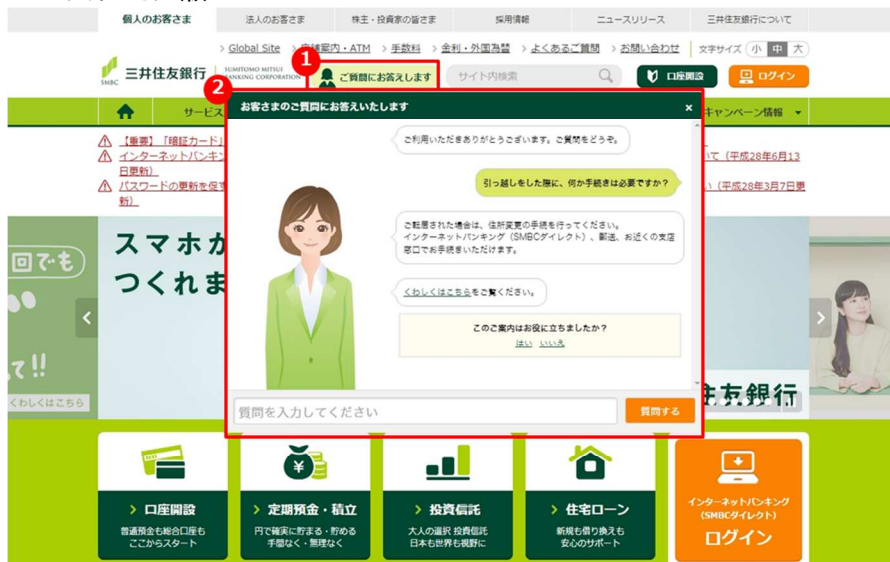 個人のお客さま
法人のお客さま
株主・投資家の皆さま
採用情報
ニュースリリース
三井住友銀行について
Global Site
店舗案内・ATM
手数料
金利・外国為替
よくあるご質問
お問い合わせ
文字サイズ 小 中 大
SMBC
三井住友銀行
SUMITOMO MITSUI
BANKING CORPORATION
1
ご質問にお答えします
サイト内検索
口座開設
ログイン
2
サービス
キャンペーン情報
お客さまのご質問にお答えいたします
×
【重要】「暗証カード」
インターネットバンキン
いて(平成28年6月13
日更新)
パスワードの更新を促す
い(平成28年3月7日更
新)
ご利用いただきありがとうございます。ご質問をどうぞ。
引っ越しをした際に、何か手続きは必要ですか?
ご転居された場合は、住所変更の手続を行ってください。
インターネットバンキング(SMBCダイレクト)、郵送、お近くの支店
窓口でお手続きいただけます。
くわしくはこちらをご覧ください。
このご案内はお役に立ちましたか?
はい いいえ
質問を入力してください
質問する
回でも
て!!
くわしくはこちら
スマホか
つくれま
住友銀行
口座開設
普通預金も総合口座も
ここからスタート
定期預金・積立
円で確実に貯まる・貯める
手間なく・無理なく
投資信託
大人の選択 投資信託
日本も世界も視野に
住宅ローン
新規も借り換えも
安心のサポート
インターネットバンキング
(SMBCダイレクト)
ログイン